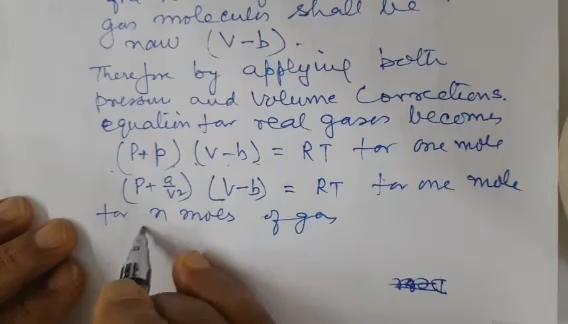 gas molecules shall be
now (V-b).
Therefore by applying both
pressure and volume corrections.
equation for real gases becomes
(P+p) (V-b) = RT for one mole
(P+a/V2) (V-b) = RT for one mole
for n moles of gas